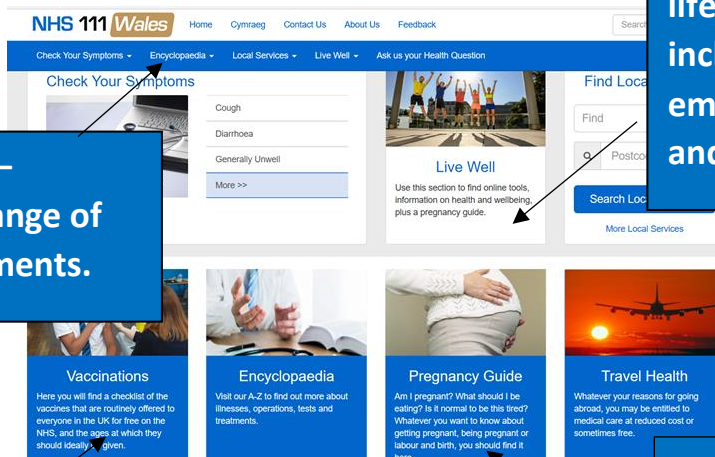 NHS 111 Wales
Home Cymraeg Contact Us About Us Feedback
Search
Check Your Symptoms Encyclopaedia Local Services Live Well Ask us your Health Question
Check Your Symptoms
Cough
Diarrhoea
Generally Unwell
More >>
Live Well
Use this section to find online tools,
information on health and wellbeing,
plus a pregnancy guide.
Find Loca
Find
Postco
Search Loc
More Local Services
life
inc
em
and
–
ange of
ments.
Vaccinations
Here you will find a checklist of the
vaccines that are routinely offered to
everyone in the UK for free on the
NHS, and the ages at which they
should ideally given.
Encyclopaedia
Visit our A-Z to find out more about
illnesses, operations, tests and
treatments.
Pregnancy Guide
Am I pregnant? What should I be
eating? Is it normal to be this tired?
Whatever you want to know about
getting pregnant, being pregnant or
labour and birth, you should find it
here
Travel Health
Whatever your reasons for going
abroad, you may be entitled to
medical care at reduced cost or
sometimes free.